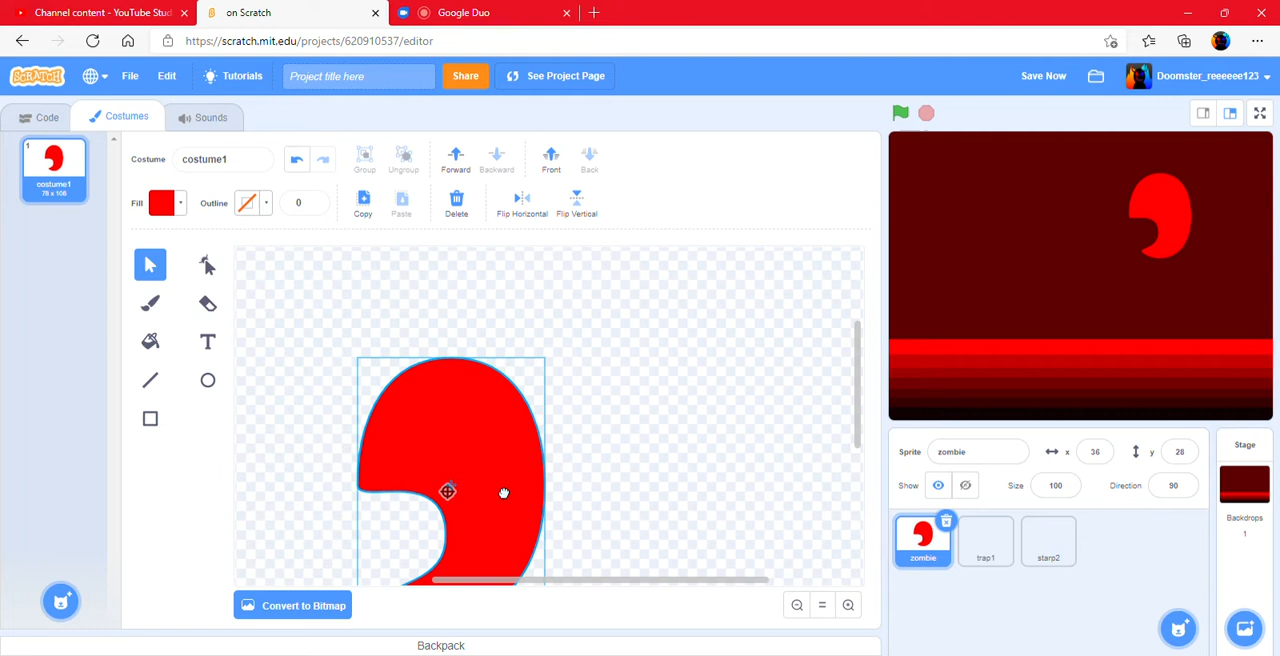 Channel content - YouTube Stud
on Scratch
Google Duo
https://scratch.mit.edu/projects/620910537/editor
SCRATCH
File
Edit
Tutorials
Project title here
Share
See Project Page
Save Now
Doomster_reeeeee123
Code
Costumes
Sounds
1
costume1
78 x 108
Costume
costume1
Group
Ungroup
Forward
Backward
Front
Back
Fill
Outline
0
Copy
Paste
Delete
Flip Horizontal
Flip Vertical
Convert to Bitmap
Backpack
Sprite
zombie
x
36
y
28
Show
Size
100
Direction
90
zombie
trap1
starp2
Stage
Backdrops
1